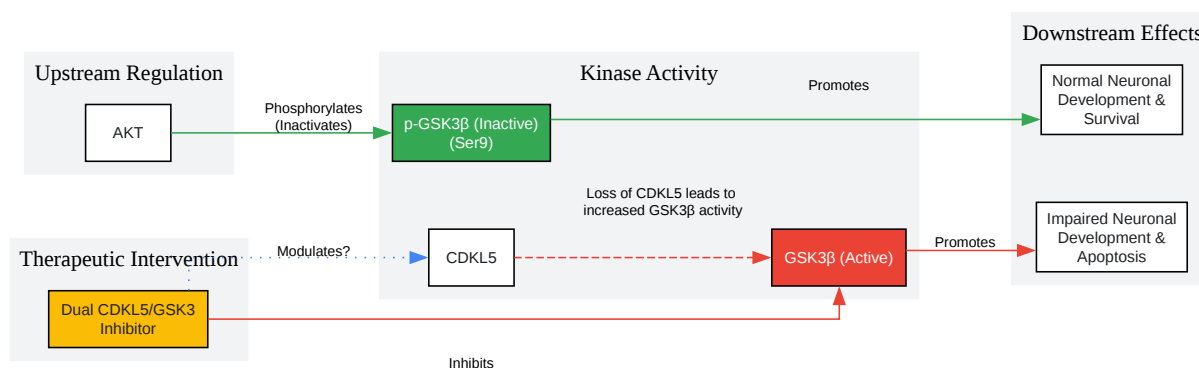 Downstream Effects
Upstream Regulation
Kinase Activity
Promotes
Normal Neuronal
Development &
Survival
Phosphorylates
(Inactivates)
AKT
p-GSK3β (Inactive)
(Ser9)
Loss of CDKL5 leads to
increased GSK3β activity
Impaired Neuronal
Development &
Apoptosis
Promotes
Therapeutic Intervention
Modulates?
CDKL5
GSK3β (Active)
Dual CDKL5/GSK3
Inhibitor
Inhibits